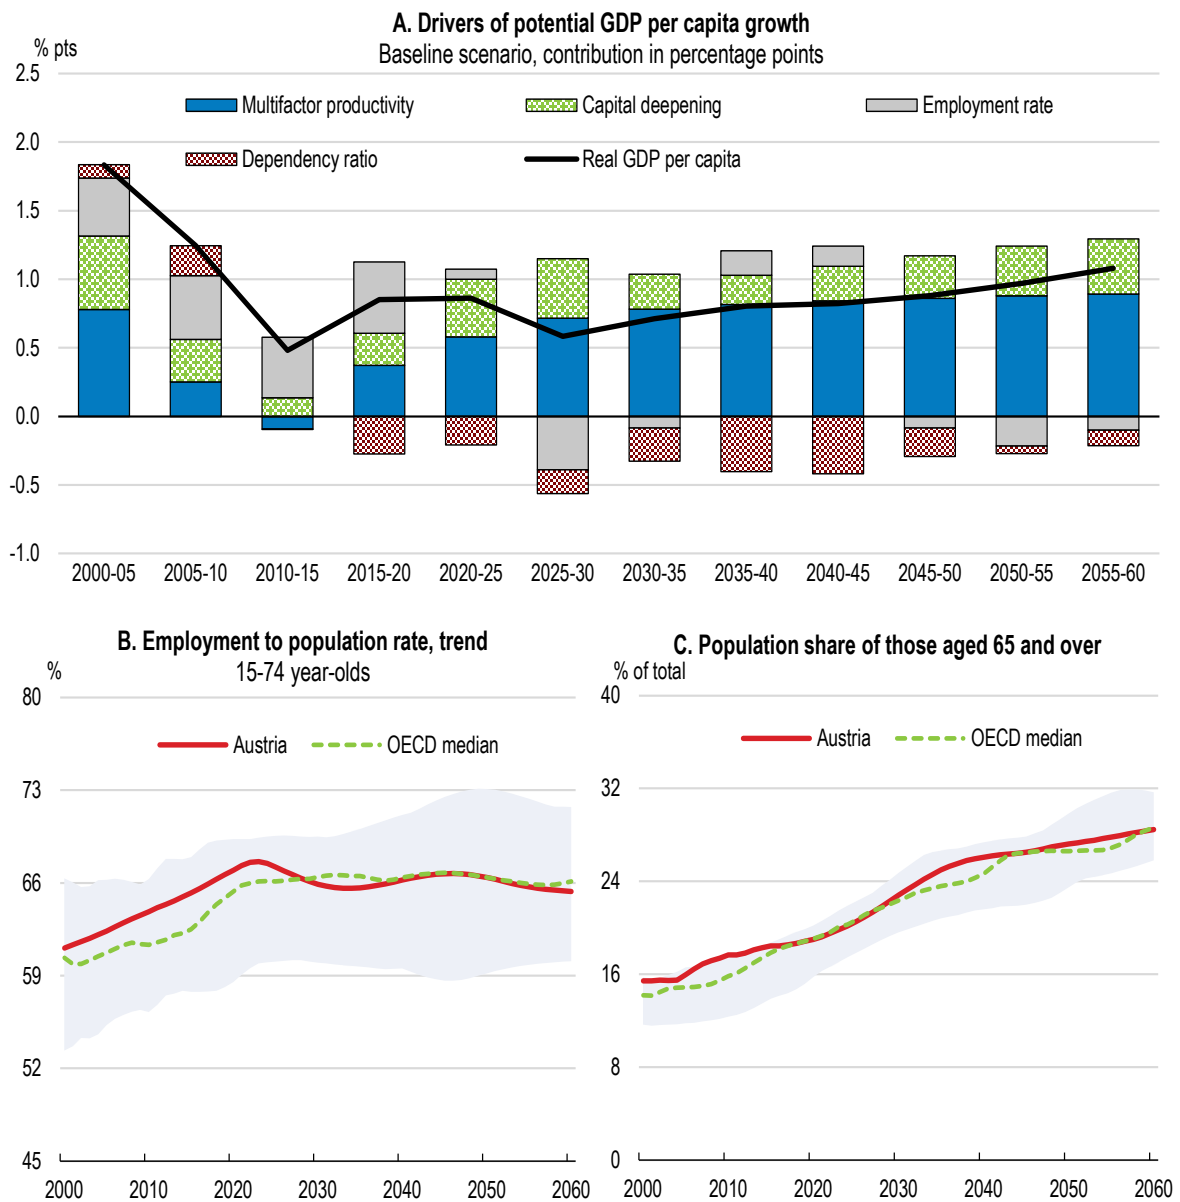 A. Drivers of potential GDP per capita growth
Baseline scenario, contribution in percentage points
% pts
2.5
Multifactor productivity
Capital deepening
Employment rate
2.0
Dependency ratio
Real GDP per capita
1.5
1.0
0.5
0.0
-0.5
-1.0
2000-05 2005-10 2010-15 2015-20 2020-25 2025-30 2030-35 2035-40 2040-45 2045-50 2050-55 2055-60
B. Employment to population rate, trend
15-74 year-olds
%
80
Austria
OECD median
73
66
59
52
45
2000 2010 2020 2030 2040 2050 2060
C. Population share of those aged 65 and over
% of total
40
Austria
OECD median
32
24
16
8
0
2000 2010 2020 2030 2040 2050 2060